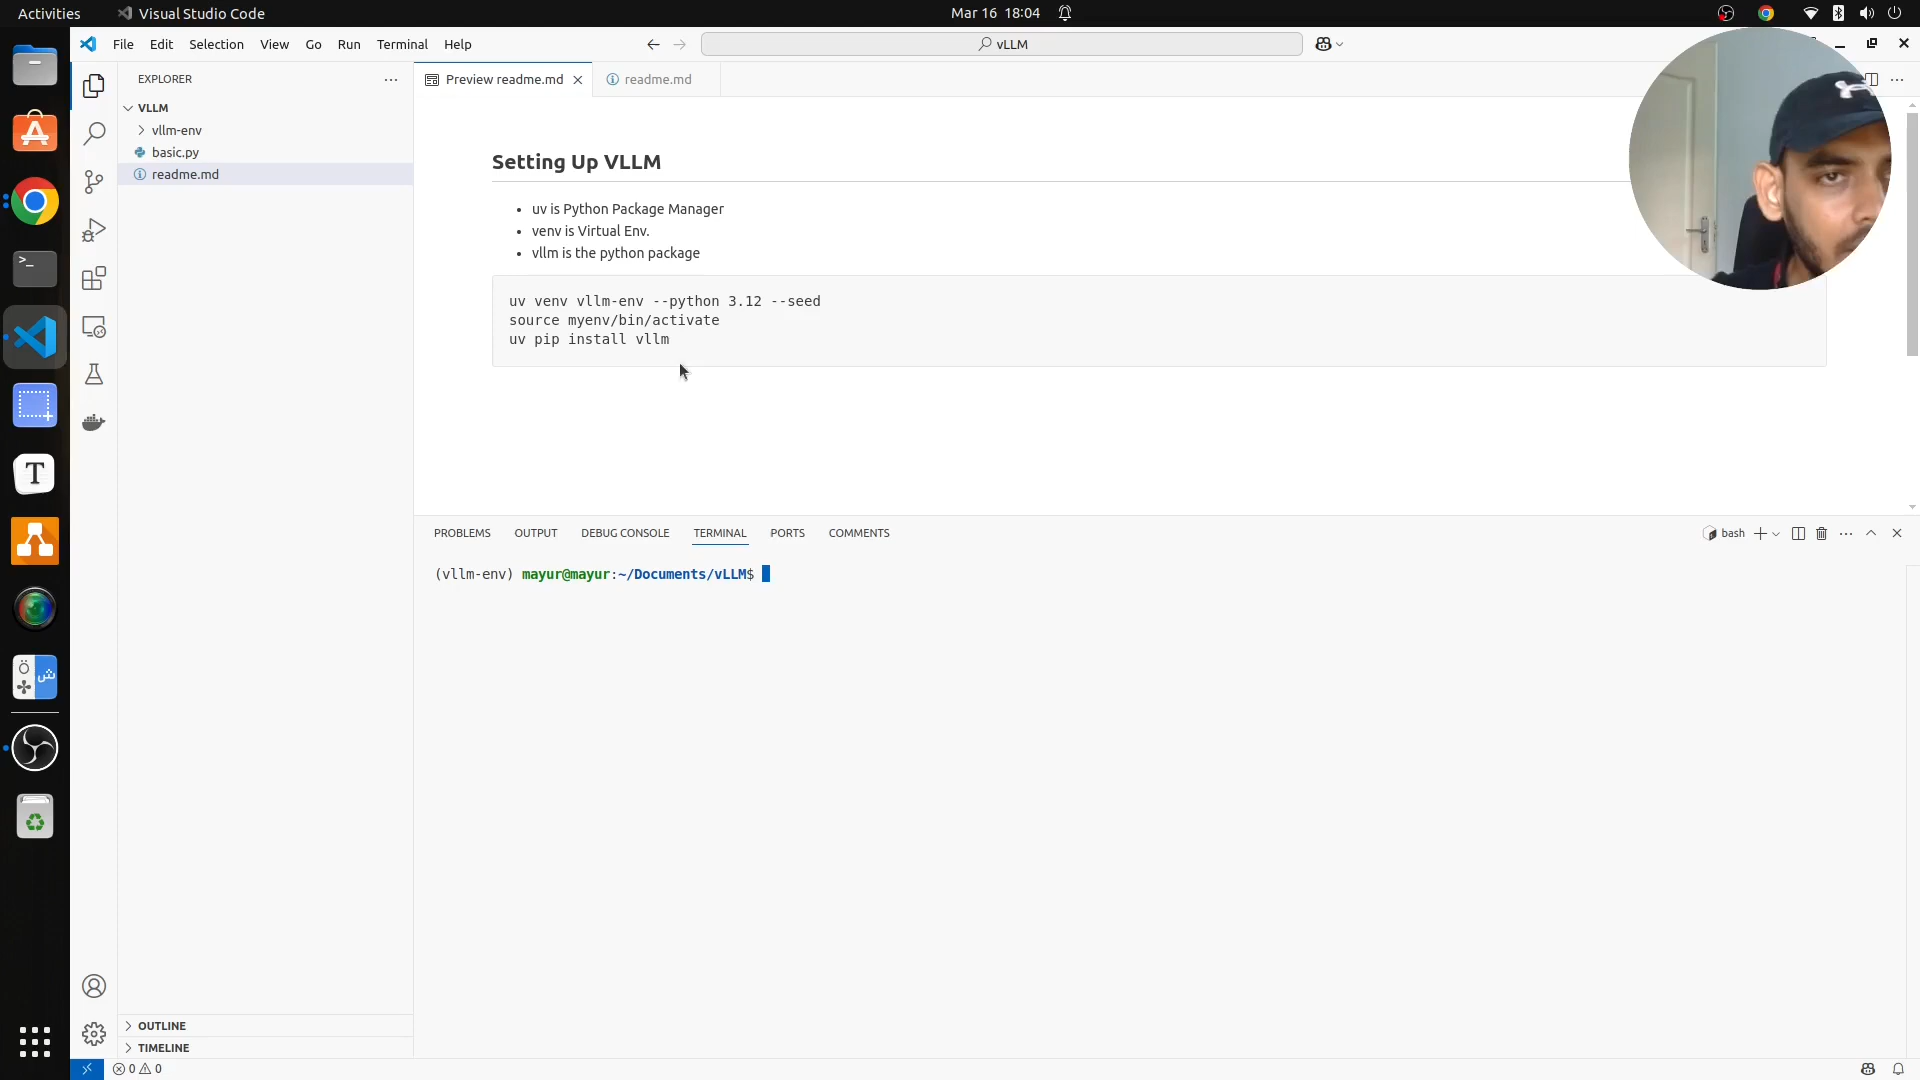 Activities
Visual Studio Code
Mar 16 18:04
File Edit Selection View Go Run Terminal Help
vLLM
EXPLORER
Preview readme.md
readme.md
VLLM
vllm-env
basic.py
readme.md
Setting Up VLLM
uv is Python Package Manager
venv is Virtual Env.
vllm is the python package
uv venv vllm-env --python 3.12 --seed
source myenv/bin/activate
uv pip install vllm
PROBLEMS OUTPUT DEBUG CONSOLE TERMINAL PORTS COMMENTS
bash
(vllm-env) mayur@mayur:~/Documents/vLLM$
OUTLINE
TIMELINE
0 0